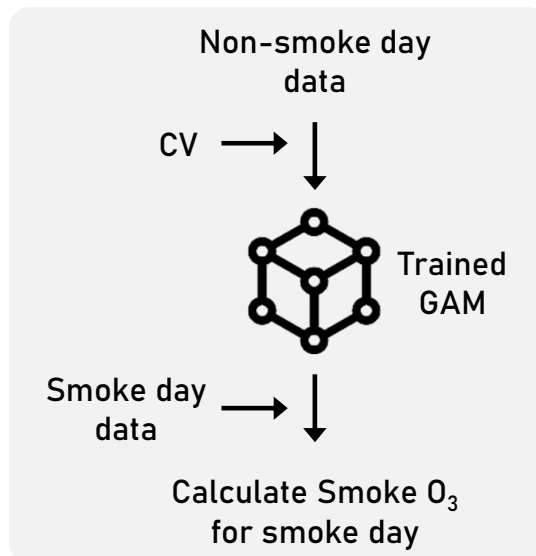 Non-smoke day
data
CV
Trained
GAM
Smoke day
data
Calculate Smoke O₃
for smoke day